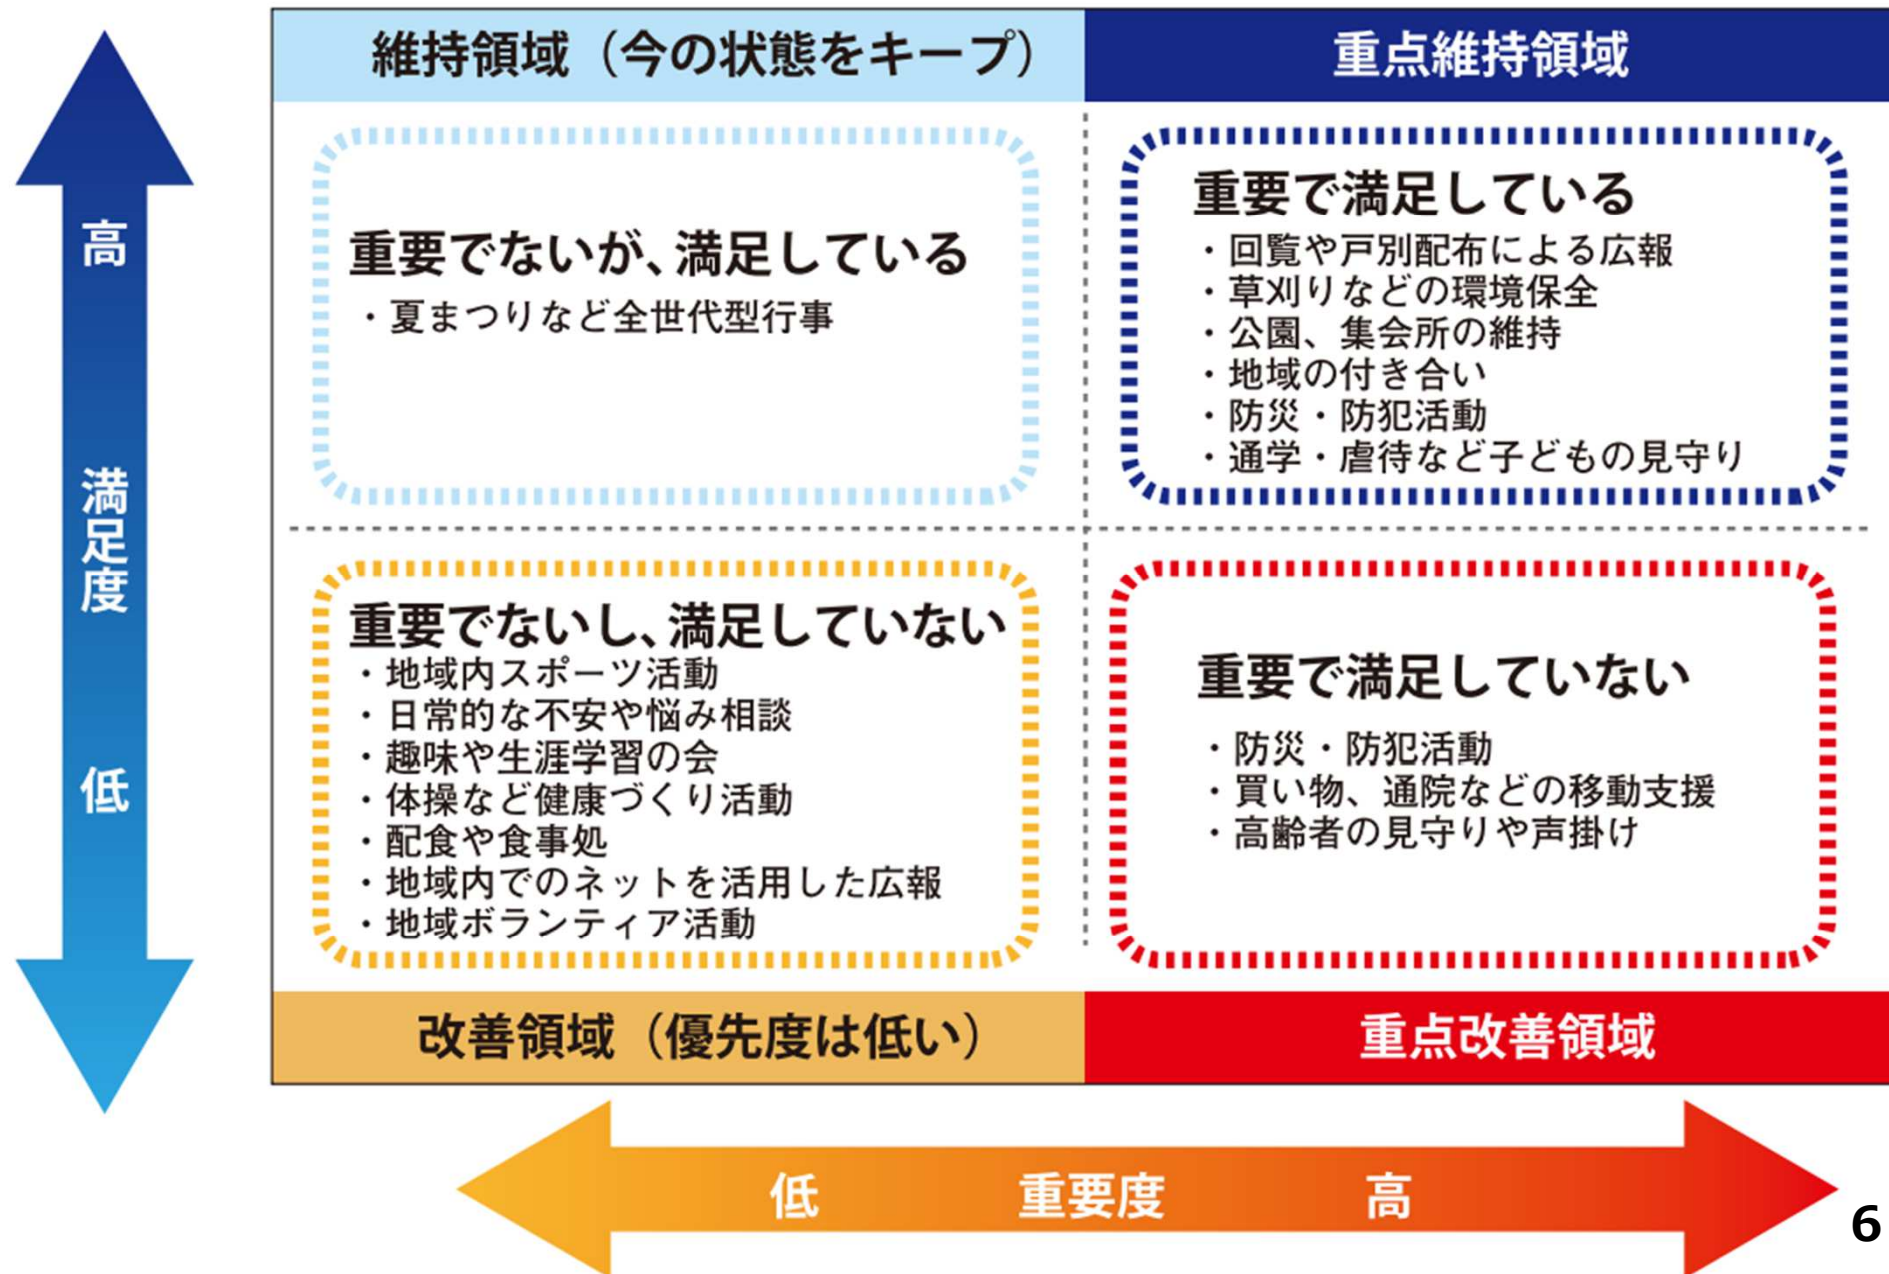 維持領域（今の状態をキープ）
重点維持領域
重要でないが、満足している
・夏まつりなど全世代型行事
重要で満足している
・回覧や戸別配布による広報
・草刈りなどの環境保全
・公園、集会所の維持
・地域の付き合い
・防災・防犯活動
・通学・虐待など子どもの見守り
高
満足度
低
重要でないし、満足していない
・地域内スポーツ活動
・日常的な不安や悩み相談
・趣味や生涯学習の会
・体操など健康づくり活動
・配食や食事処
・地域内でのネットを活用した広報
・地域ボランティア活動
重要で満足していない
・防災・防犯活動
・買い物、通院などの移動支援
・高齢者の見守りや声掛け
改善領域（優先度は低い）
重点改善領域
低 重要度 高
6